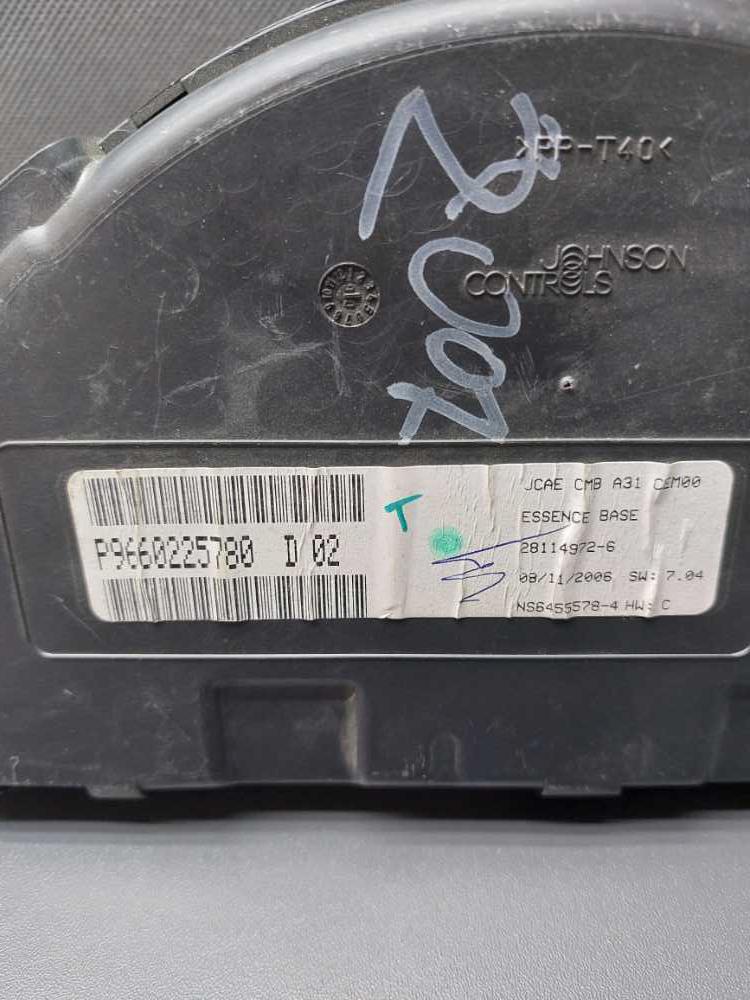 >PP-T40<
JOHNSON
CONTROLS
P9660225780 D 02
T
JCAE CMB A31 CEM00
ESSENCE BASE
28114972-6
08/11/2006 SW: 7.04
NS6455578-4 HW: C